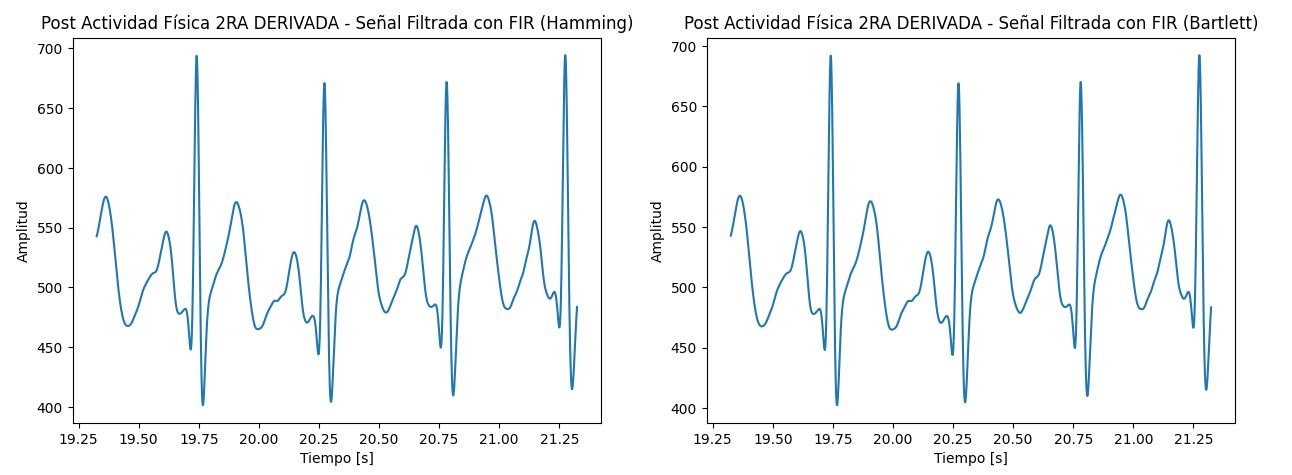 Post Actividad Física 2RA DERIVADA - Señal Filtrada con FIR (Hamming)
700
650
600
550
500
450
400
Amplitud
19.25 19.50 19.75 20.00 20.25 20.50 20.75 21.00 21.25
Tiempo [s]
Post Actividad Física 2RA DERIVADA - Señal Filtrada con FIR (Bartlett)
700
650
600
550
500
450
400
Amplitud
19.25 19.50 19.75 20.00 20.25 20.50 20.75 21.00 21.25
Tiempo [s]